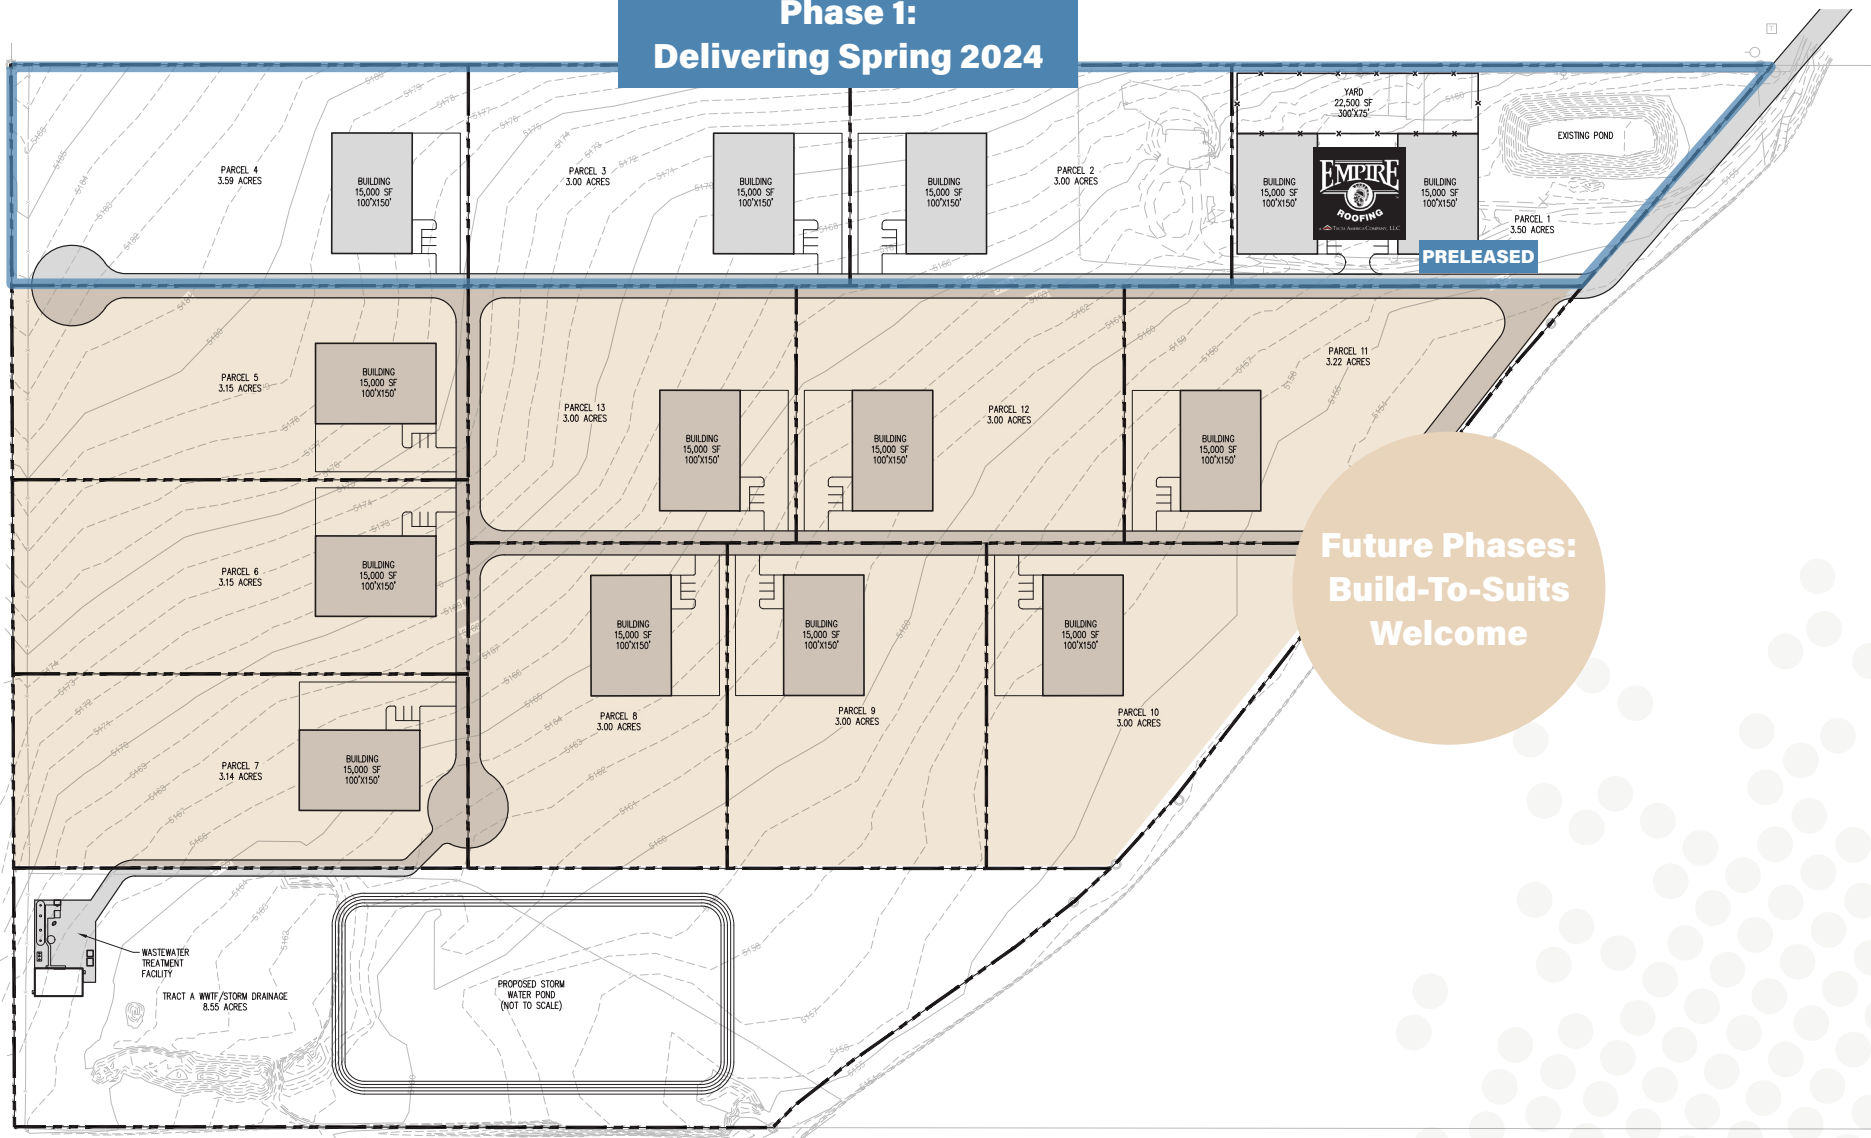 Phase 1:
Delivering Spring 2024
YARD
22,500 SF
300'X75'
EXISTING POND
PARCEL 4
3.59 ACRES
BUILDING
15,000 SF
100'X150'
PARCEL 3
3.00 ACRES
BUILDING
15,000 SF
100'X150'
BUILDING
15,000 SF
100'X150'
PARCEL 2
3.00 ACRES
BUILDING
15,000 SF
100'X150'
EMPIRE
ROOFING
A TECTA AMERICA COMPANY, LLC
BUILDING
15,000 SF
100'X150'
PARCEL 1
3.50 ACRES
PRELEASED
PARCEL 5
3.15 ACRES
BUILDING
15,000 SF
100'X150'
PARCEL 13
3.00 ACRES
BUILDING
15,000 SF
100'X150'
BUILDING
15,000 SF
100'X150'
PARCEL 12
3.00 ACRES
BUILDING
15,000 SF
100'X150'
PARCEL 11
3.22 ACRES
Future Phases:
Build-To-Suits
Welcome
PARCEL 6
3.15 ACRES
BUILDING
15,000 SF
100'X150'
BUILDING
15,000 SF
100'X150'
PARCEL 8
3.00 ACRES
BUILDING
15,000 SF
100'X150'
PARCEL 9
3.00 ACRES
BUILDING
15,000 SF
100'X150'
PARCEL 10
3.00 ACRES
PARCEL 7
3.14 ACRES
BUILDING
15,000 SF
100'X150'
WASTEWATER
TREATMENT
FACILITY
TRACT A WWTF/STORM DRAINAGE
8.55 ACRES
PROPOSED STORM
WATER POND
(NOT TO SCALE)